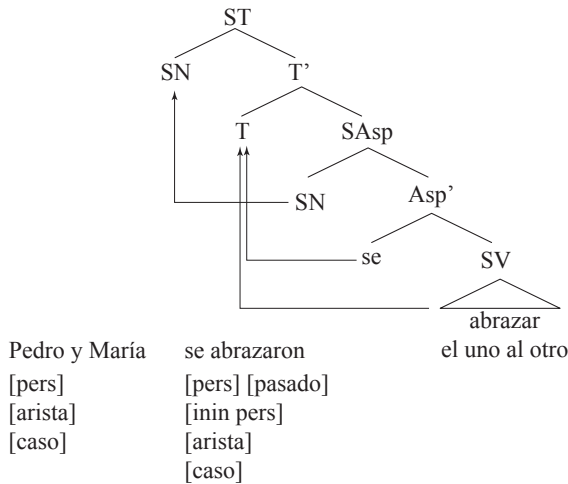 ST
SN T’
T SAsp
SN Asp’
se SV
abrazar
Pedro y María se abrazaron el uno al otro
[pers] [pers] [pasado]
[arista] [inin pers]
[caso] [arista]
[caso]